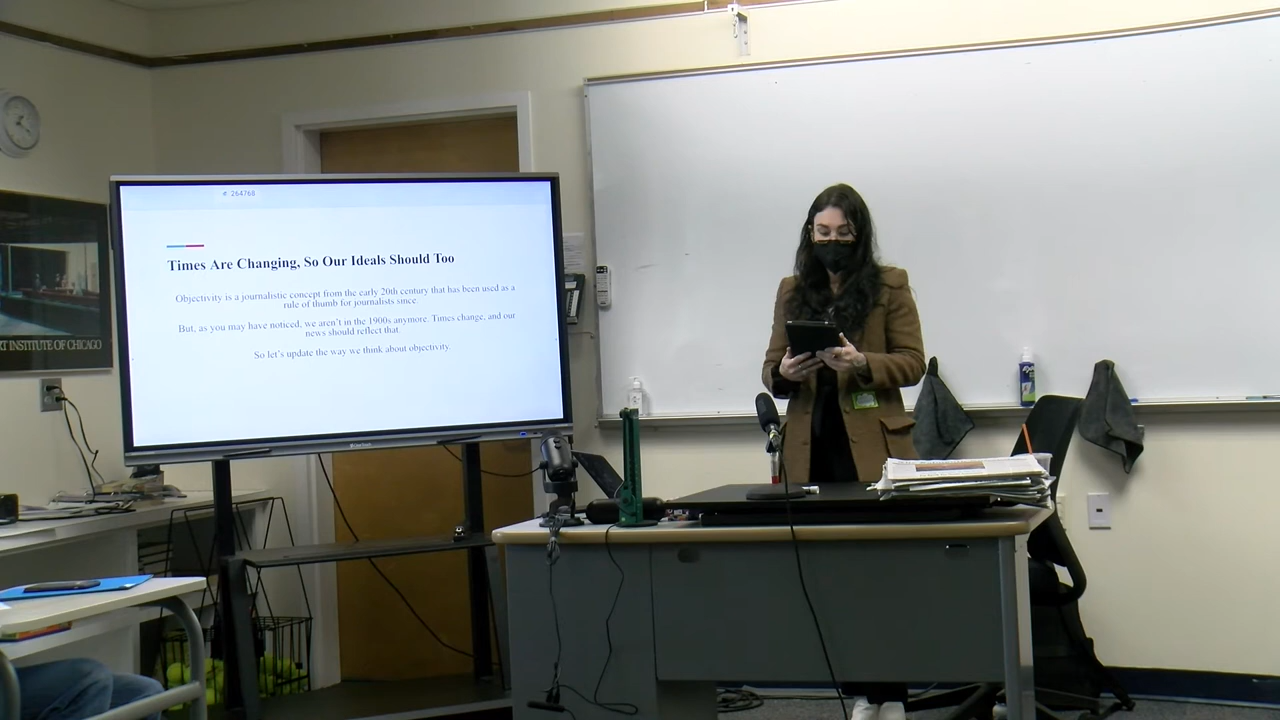 # 264768
Times Are Changing, So Our Ideals Should Too
Objectivity is a journalistic concept from the early 20th century that has been used as a
rule of thumb for journalists since.
But, as you may have noticed, we aren't in the 1900s anymore. Times change, and our
news should reflect that.
So let's update the way we think about objectivity.
INSTITUTE OF CHICAGO